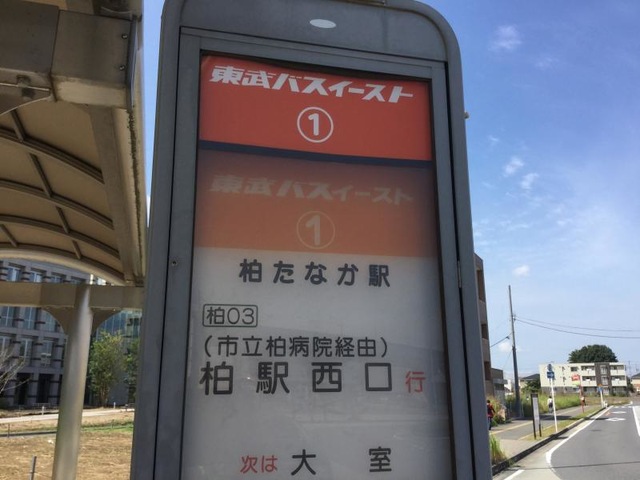 ①
東武バスイースト
①
東武バスイースト
①
柏たなか駅
柏03
(市立柏病院経由)
柏駅西口行
次は 大室